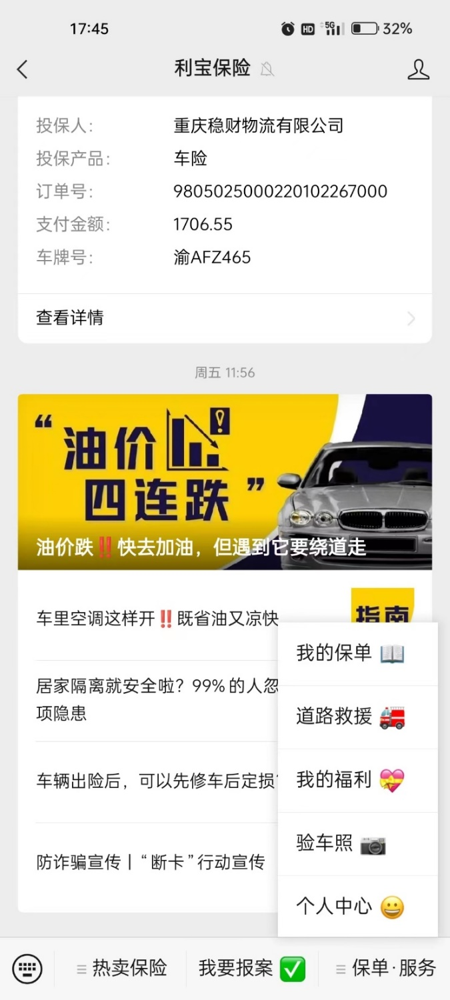 17:45
HD 5G 32%
利宝保险
投保人： 重庆稳财物流有限公司
投保产品： 车险
订单号： 9805025000220102267000
支付金额： 1706.55
车牌号： 渝AFZ465
查看详情
周五 11:56
“油价
四连跌”
油价跌‼️快去加油，但遇到它要绕道走
车里空调这样开‼️既省油又凉快
指南
居家隔离就安全啦？99%的人忽
项隐患
车辆出险后，可以先修车后定损
防诈骗宣传丨“断卡”行动宣传
我的保单 📖
道路救援 🚒
我的福利 💝
验车照 📷
个人中心 😀
热卖保险
我要报案 ✅
保单·服务